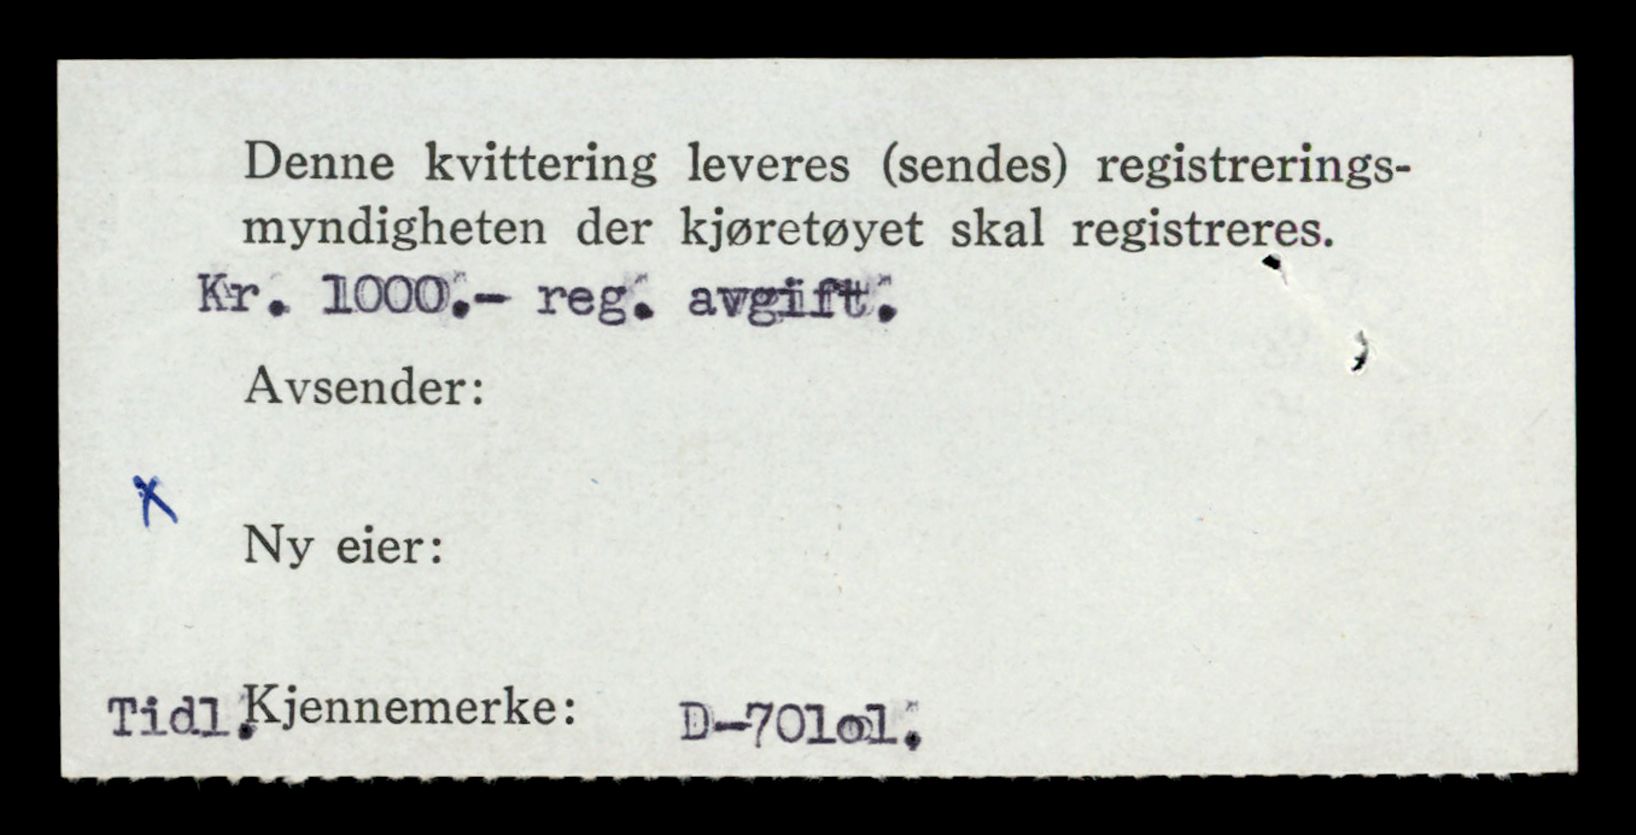 Denne kvittering leveres (sendes) registrerings-
myndigheten der kjøretøyet skal registreres.
Kr. 1000.- reg. avgift.
Avsender:
x
Ny eier:
Tidl. Kjennemerke: D-701o1.